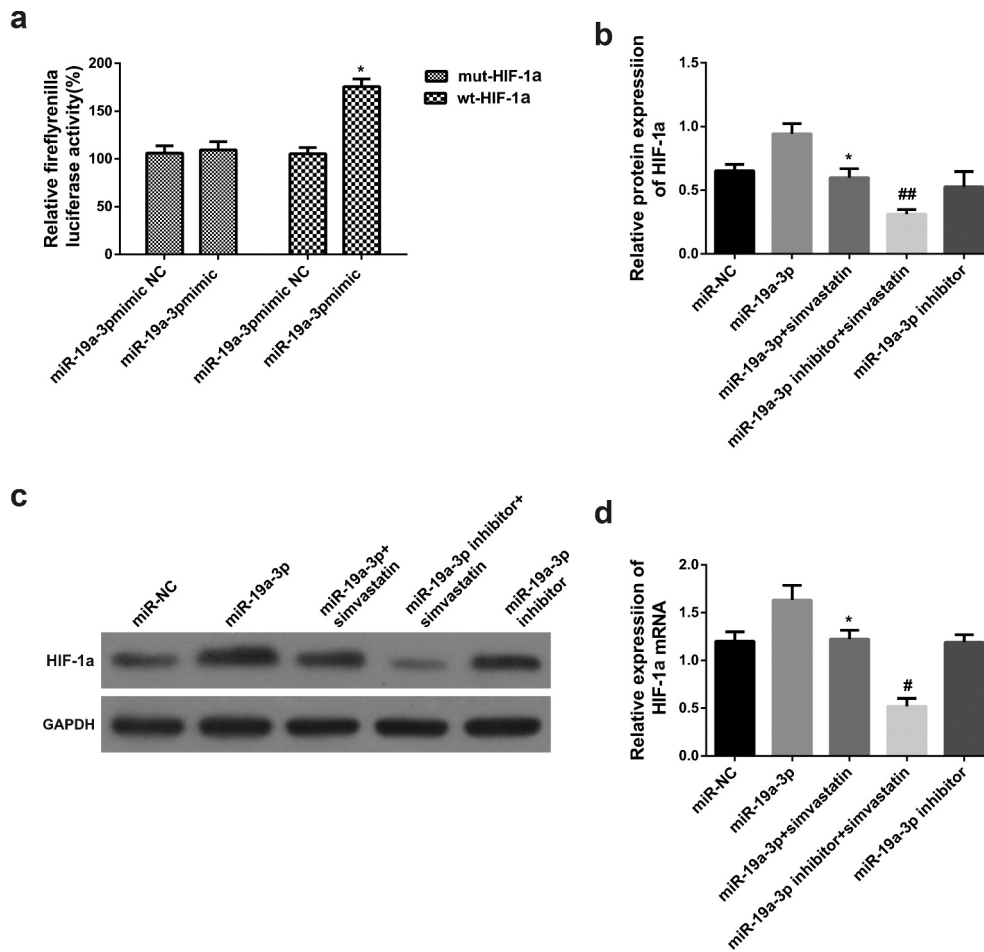 a
Relative fireflyrenilla
luciferase activity(%)
200
150
100
50
0
*
mut-HIF-1a
wt-HIF-1a
miR-19a-3pmimic NC
miR-19a-3pmimic
miR-19a-3pmimic NC
miR-19a-3pmimic
b
Relative protein expression
of HIF-1a
1.5
1.0
0.5
0.0
*
##
miR-NC
miR-19a-3p
miR-19a-3p+simvastatin
miR-19a-3p inhibitor+simvastatin
miR-19a-3p inhibitor
c
miR-NC
miR-19a-3p
miR-19a-3p+
simvastatin
miR-19a-3p inhibitor+
simvastatin
miR-19a-3p
inhibitor
HIF-1a
GAPDH
d
Relative expressiion of
HIF-1a mRNA
2.0
1.5
1.0
0.5
0.0
*
#
miR-NC
miR-19a-3p
miR-19a-3p+simvastatin
miR-19a-3p inhibitor+simvastatin
miR-19a-3p inhibitor